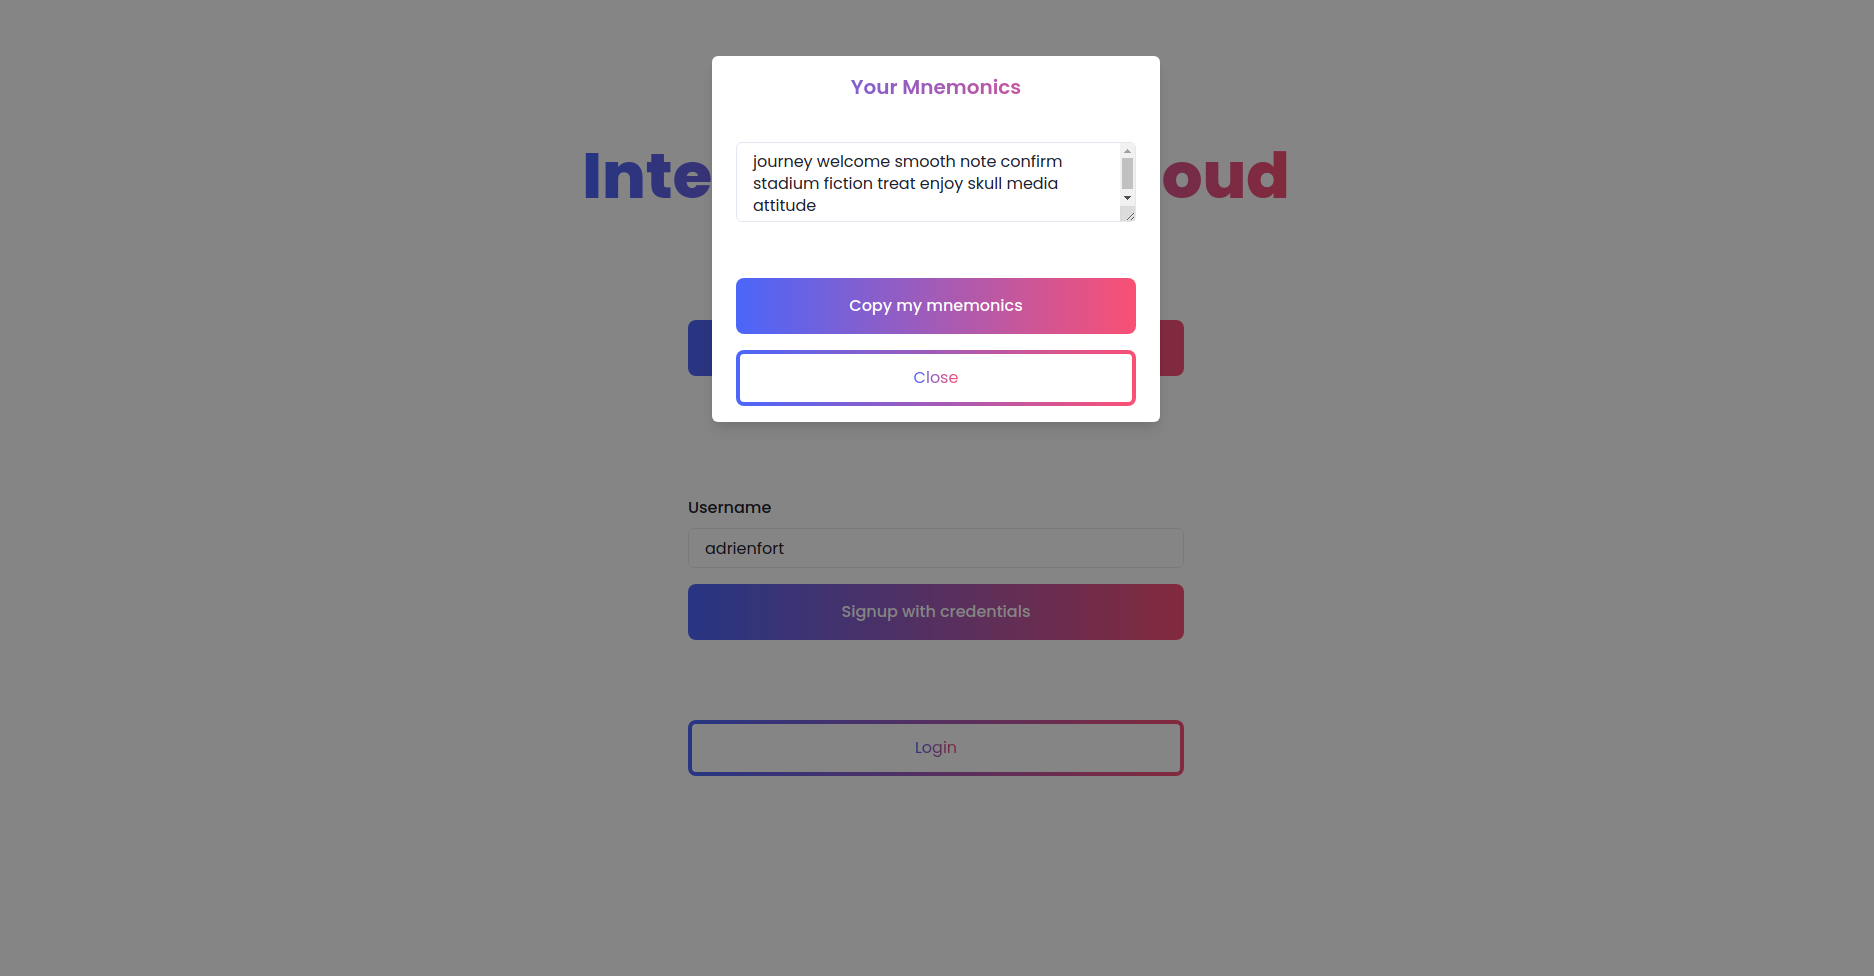 Your Mnemonics
journey welcome smooth note confirm
stadium fiction treat enjoy skull media
attitude
Inte oud
Copy my mnemonics
Close
Username
adrienfort
Signup with credentials
Login